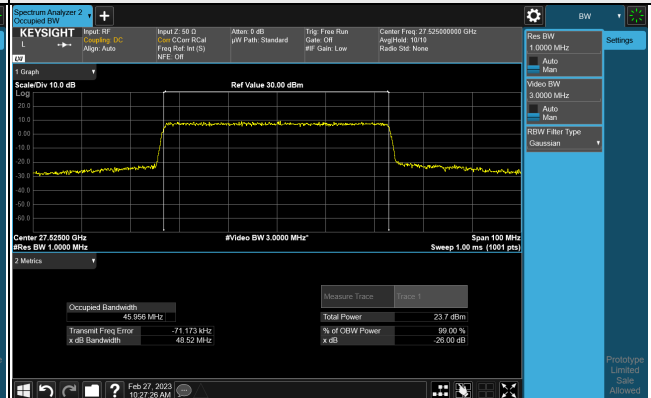 Spectrum Analyzer 2
Occupied BW
+
KEYSIGHT
L
LXI
Input: RF
Coupling: DC
Align: Auto
Input Z: 50 Ω
Corr CCorr RCal
Freq Ref: Int (S)
NFE: Off
Atten: 0 dB
µW Path: Standard
Trig: Free Run
Gate: Off
#IF Gain: Low
Center Freq: 27.525000000 GHz
Avg|Hold: 10/10
Radio Std: None
1 Graph
Scale/Div 10.0 dB
Ref Value 30.00 dBm
Log
20.0
10.0
0.00
-10.0
-20.0
-30.0
-40.0
-50.0
-60.0
Center 27.52500 GHz
#Video BW 3.0000 MHz*
Span 100 MHz
#Res BW 1.0000 MHz
Sweep 1.00 ms (1001 pts)
2 Metrics
Measure Trace
Trace 1
Occupied Bandwidth
45.956 MHz
Total Power
23.7 dBm
Transmit Freq Error
-71.173 kHz
% of OBW Power
99.00 %
x dB Bandwidth
48.52 MHz
x dB
-26.00 dB
Feb 27, 2023
10:27:26 AM
BW
Res BW
1.0000 MHz
Auto
Man
Video BW
3.0000 MHz
Auto
Man
RBW Filter Type
Gaussian
Settings
Prototype
Limited
Sale
Allowed